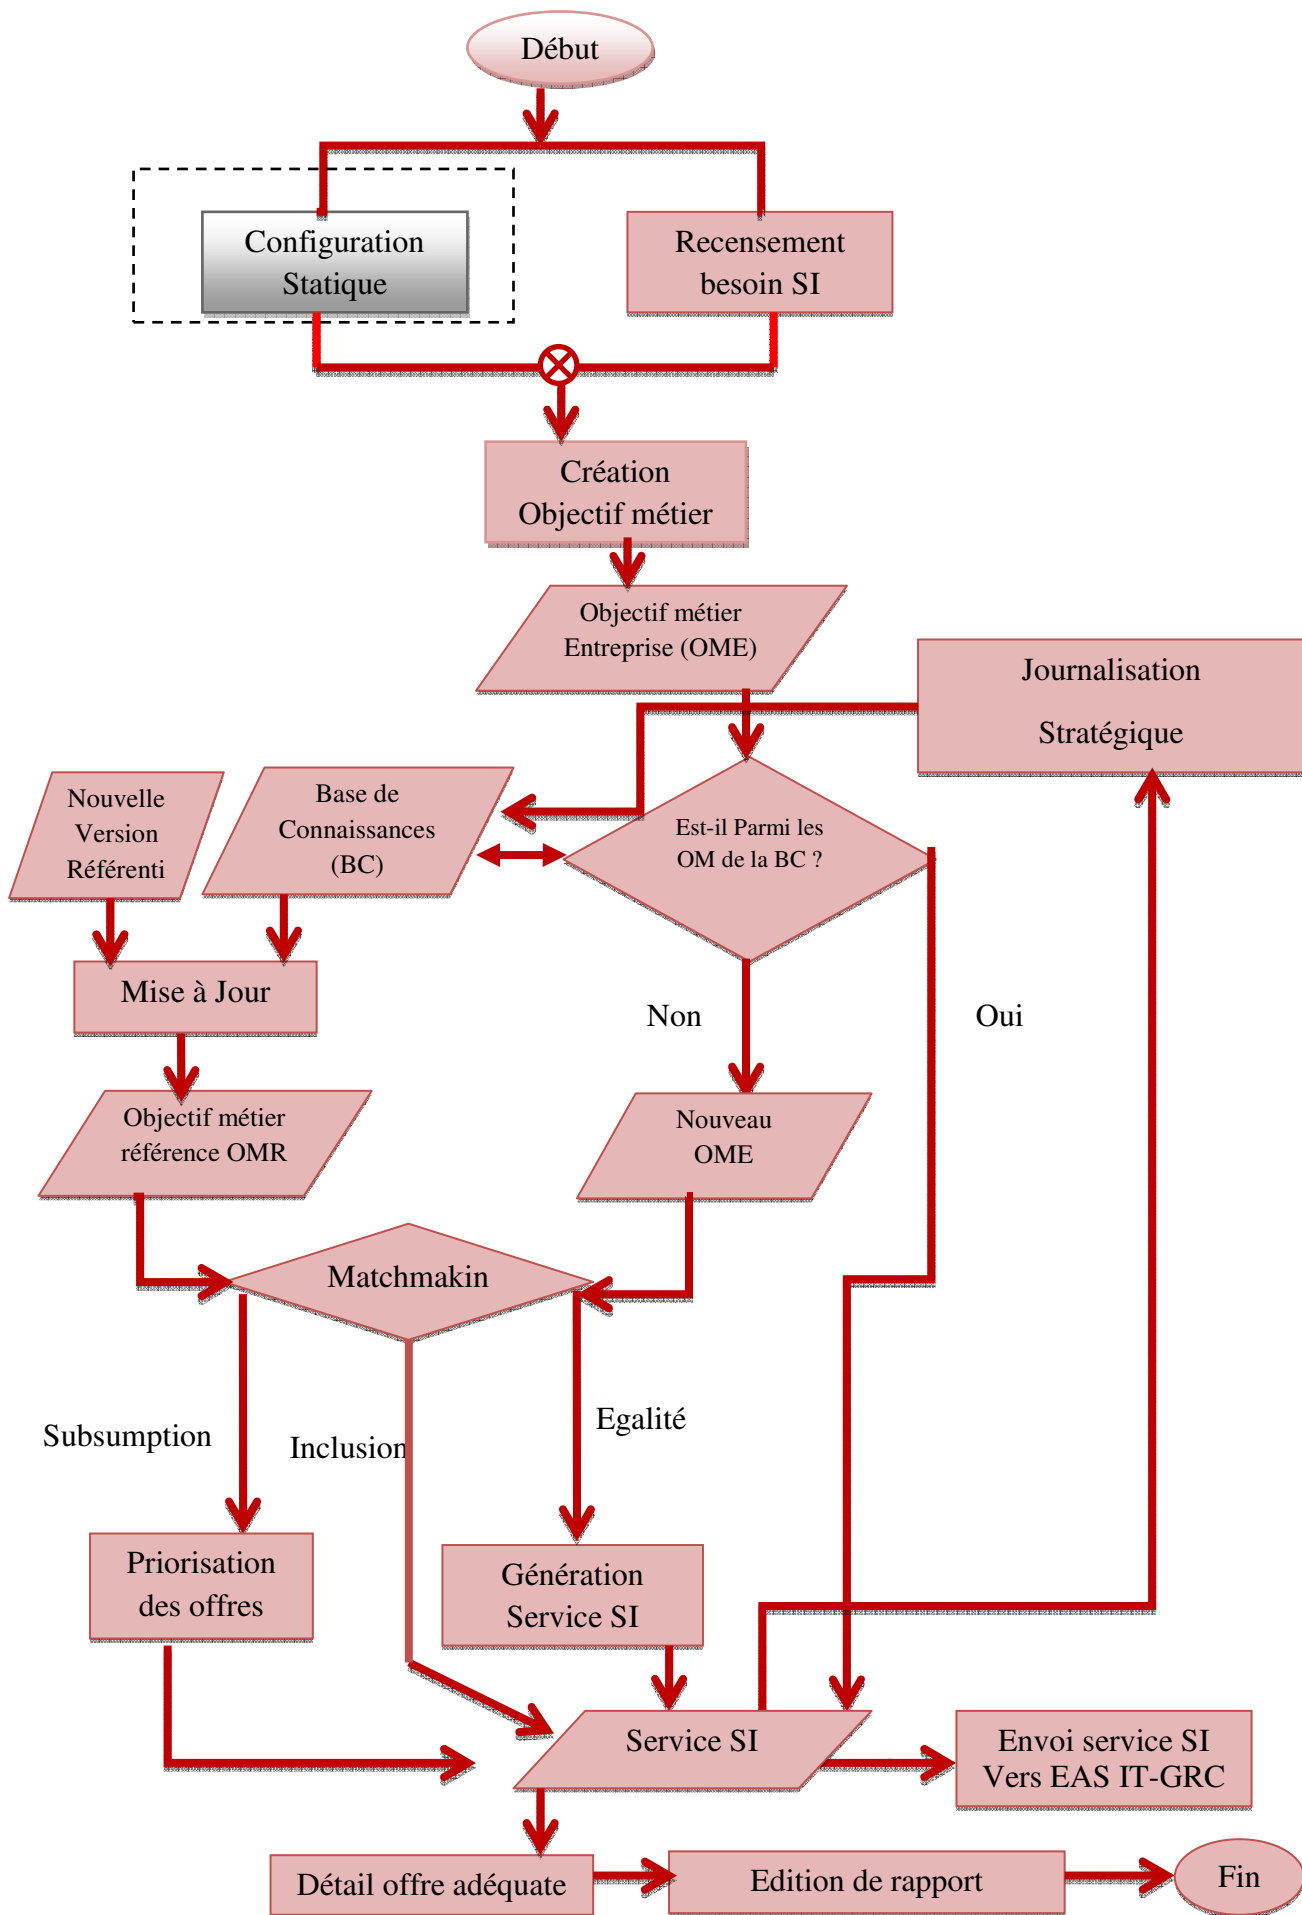 Début
Configuration
Statique
Recensement
besoin SI
Création
Objectif métier
Objectif métier
Entreprise (OME)
Journalisation
Stratégique
Nouvelle
Version
Référenti
Base de
Connaissances
(BC)
Est-il Parmi les
OM de la BC ?
Mise à Jour
Non
Oui
Objectif métier
référence OMR
Nouveau
OME
Matchmakin
Subsumption
Inclusion
Egalité
Priorisation
des offres
Génération
Service SI
Service SI
Envoi service SI
Vers EAS IT-GRC
Détail offre adéquate
Edition de rapport
Fin